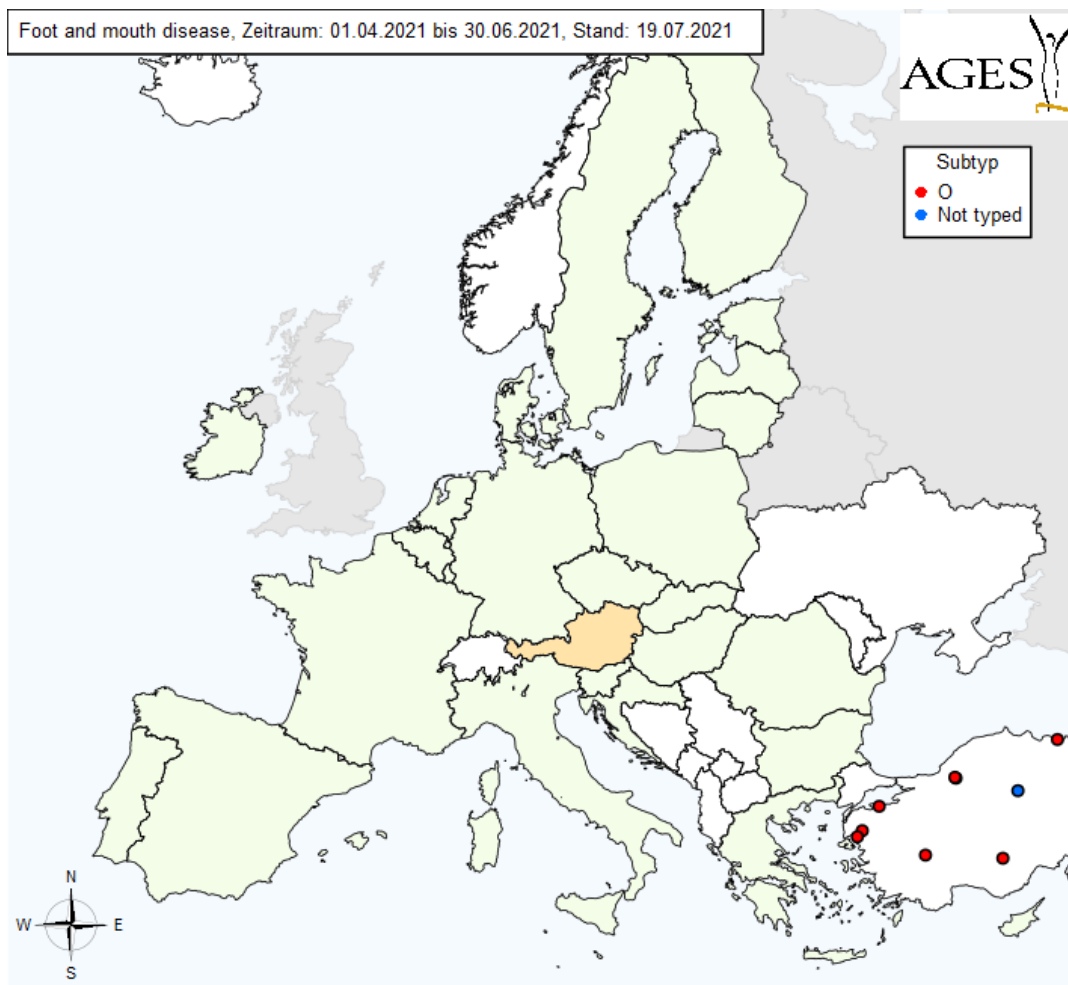 Foot and mouth disease, Zeitraum: 01.04.2021 bis 30.06.2021, Stand: 19.07.2021
AGES
Subtyp
O
Not typed
N
W E
S